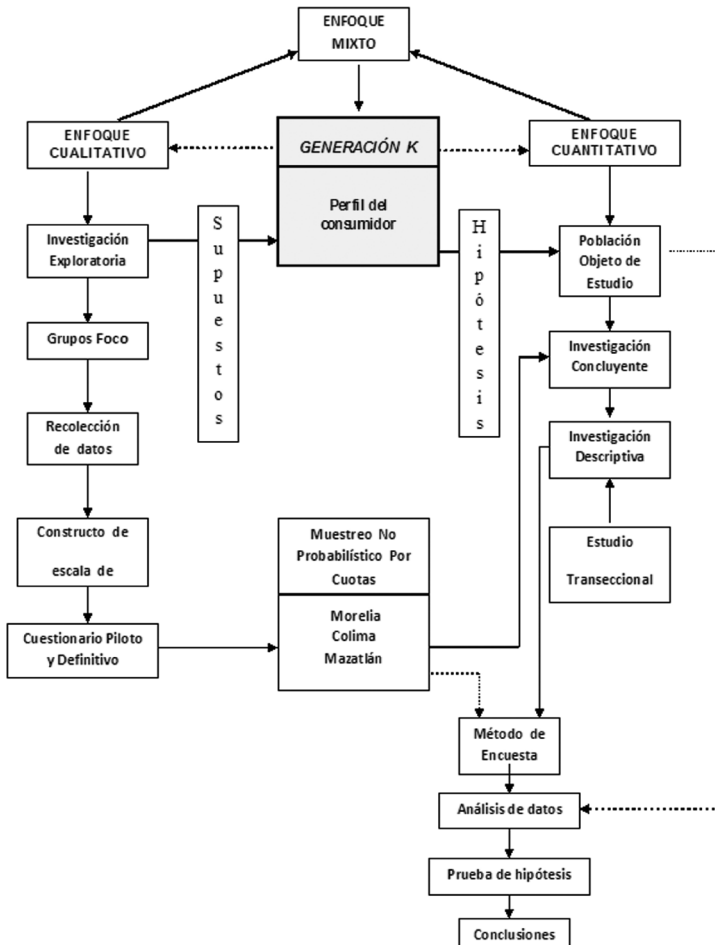 ENFOQUE
MIXTO
ENFOQUE
CUALITATIVO
GENERACIÓN K
Perfil del
consumidor
ENFOQUE
CUANTITATIVO
Investigación
Exploratoria
Supuestos
Hipótesis
Población
Objeto de
Estudio
Grupos Foco
Investigación
Concluyente
Recolección
de datos
Investigación
Descriptiva
Constructo de
escala de
Muestreo No
Probabilístico Por
Cuotas
Estudio
Transeccional
Cuestionario Piloto
y Definitivo
Morelia
Colima
Mazatlán
Método de
Encuesta
Análisis de datos
Prueba de hipótesis
Conclusiones